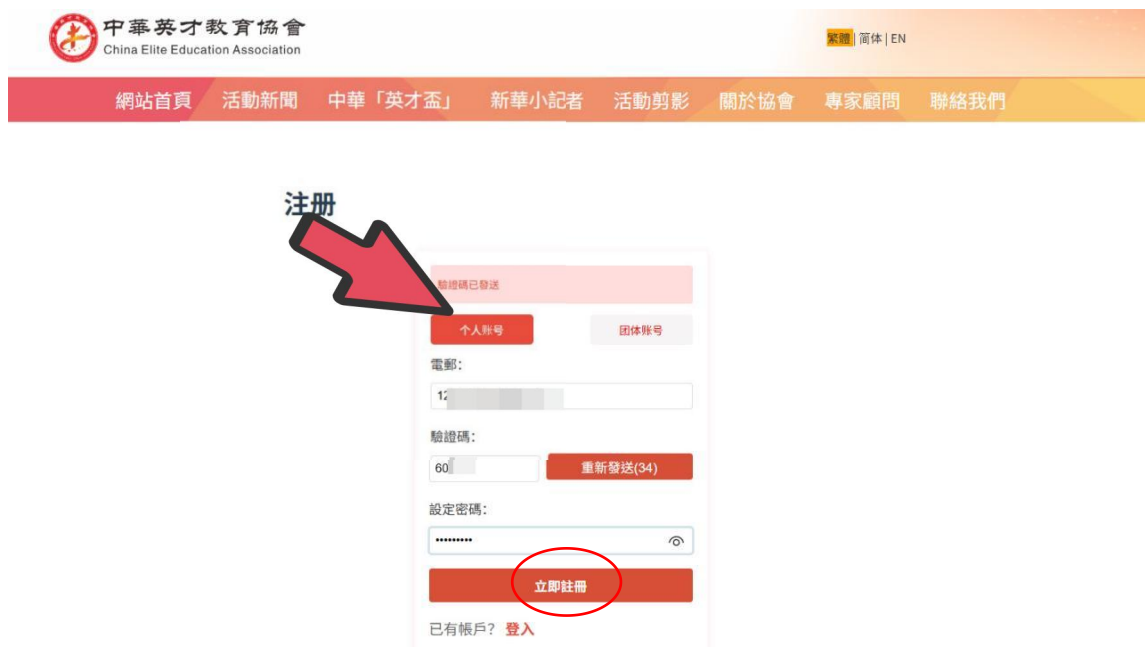 中華英才教育協會
China Elite Education Association
繁體 | 简体 | EN
網站首頁 活動新聞 中華「英才盃」 新華小記者 活動剪影 關於協會 專家顧問 聯絡我們
注册
驗證碼已發送
个人账号 团体账号
電郵：
12
驗證碼：
60 重新發送(34)
設定密碼：
•••••••••
立即註冊
已有帳戶？ 登入